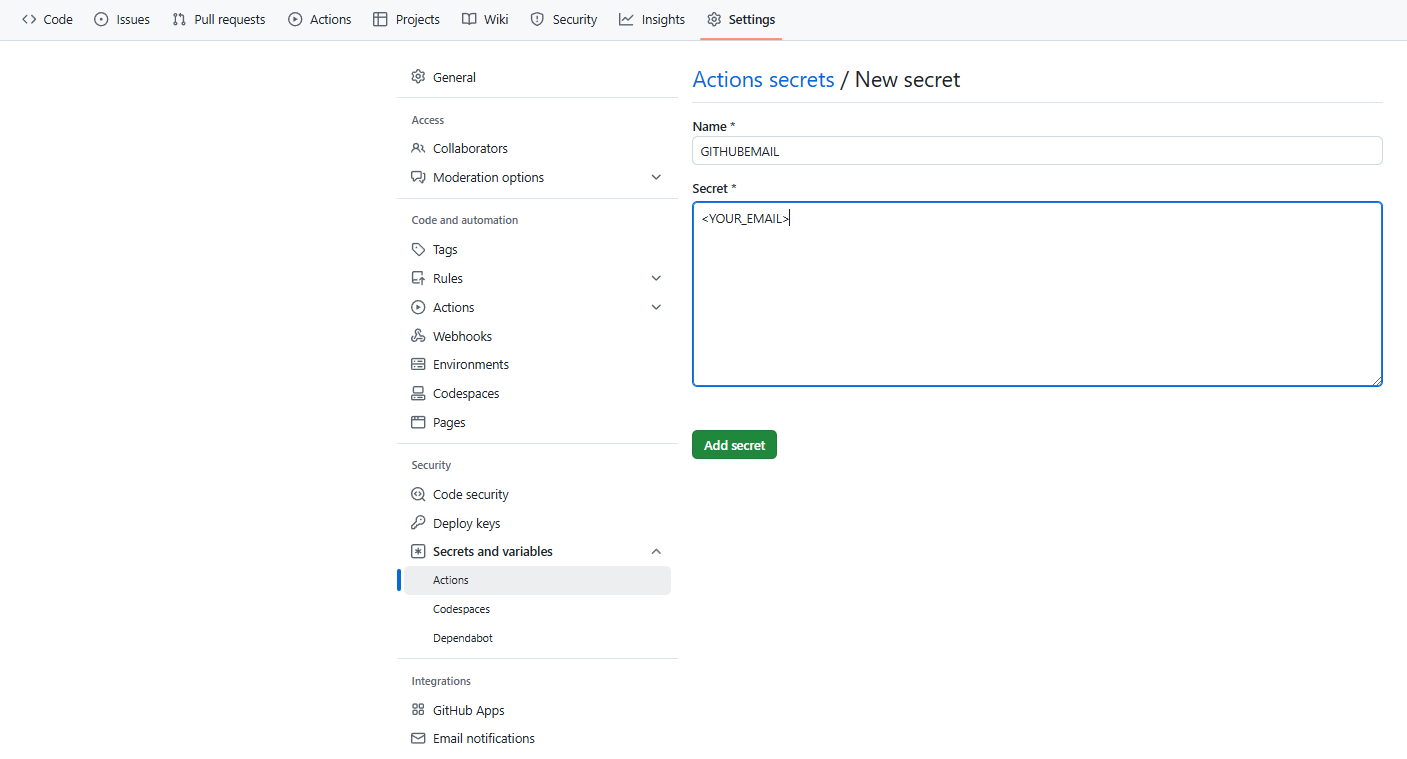 Code Issues Pull requests Actions Projects Wiki Security Insights Settings
General
Access
Collaborators
Moderation options
Code and automation
Tags
Rules
Actions
Webhooks
Environments
Codespaces
Pages
Security
Code security
Deploy keys
Secrets and variables
Actions
Codespaces
Dependabot
Integrations
GitHub Apps
Email notifications
Actions secrets / New secret
Name *
GITHUBEMAIL
Secret *
<YOUR_EMAIL>
Add secret